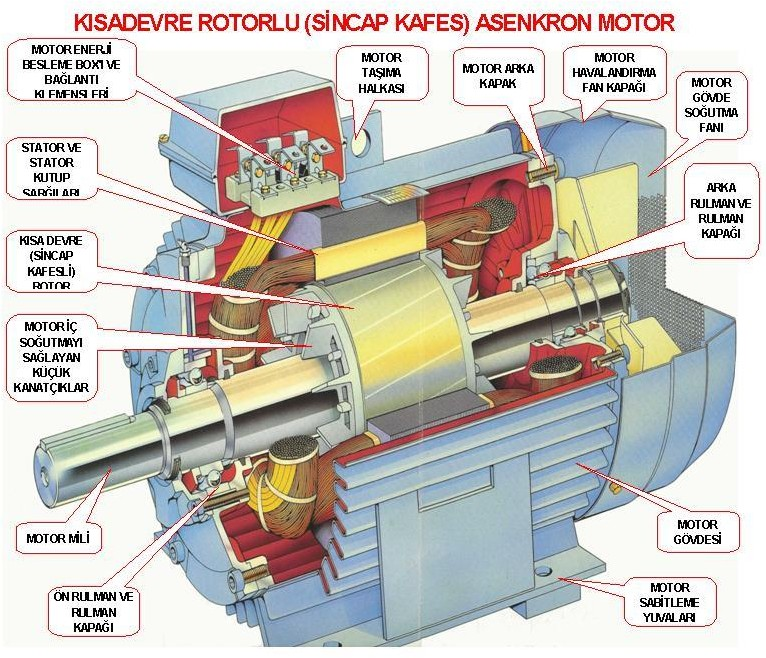 KISADEVRE ROTORLU (SİNCAP KAFES) ASENKRON MOTOR
MOTOR ENERJİ
BESLEME BOX'I VE
BAĞLANTI
KLEMENSLERİ
MOTOR
TAŞIMA
HALKASI
MOTOR ARKA
KAPAK
MOTOR
HAVALANDIRMA
FAN KAPAĞI
MOTOR
GÖVDE
SOĞUTMA
FANI
STATOR VE
STATOR
KUTUP
SARGILARI
ARKA
RULMAN VE
RULMAN
KAPAĞI
KISA DEVRE
(SİNCAP
KAFESLİ)
ROTOR
MOTOR İÇ
SOĞUTMAYI
SAĞLAYAN
KÜÇÜK
KANATÇIKLAR
MOTOR MİLİ
MOTOR
GÖVDESİ
ÖN RULMAN VE
RULMAN
KAPAĞI
MOTOR
SABİTLEME
YUVALARI